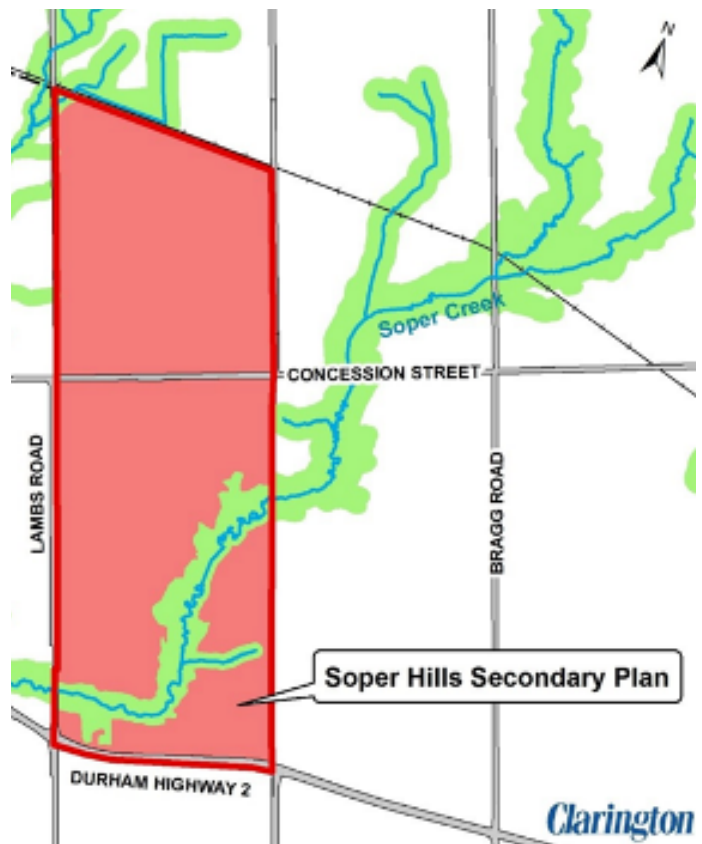 N
Soper Creek
CONCESSION STREET
LAMBS ROAD
BRAGG ROAD
Soper Hills Secondary Plan
DURHAM HIGHWAY 2
Clarington